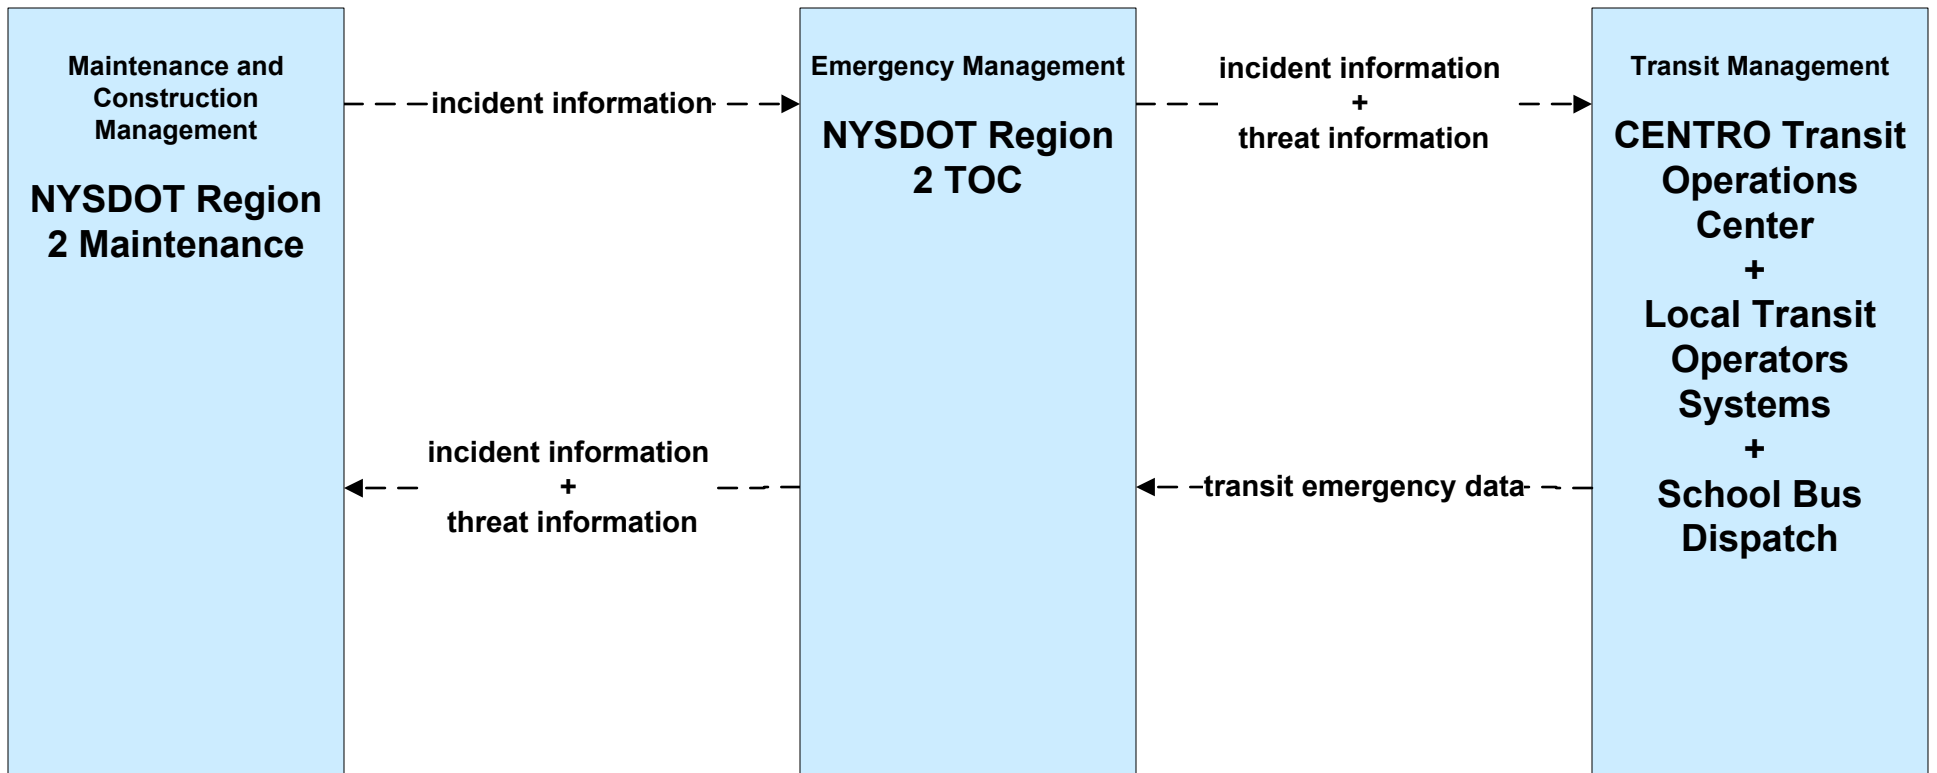 Maintenance and
Construction
Management
NYSDOT Region
2 Maintenance
incident information
incident information
+
threat information
Emergency Management
NYSDOT Region
2 TOC
incident information
+
threat information
transit emergency data
Transit Management
CENTRO Transit
Operations
Center
+
Local Transit
Operators
Systems
+
School Bus
Dispatch